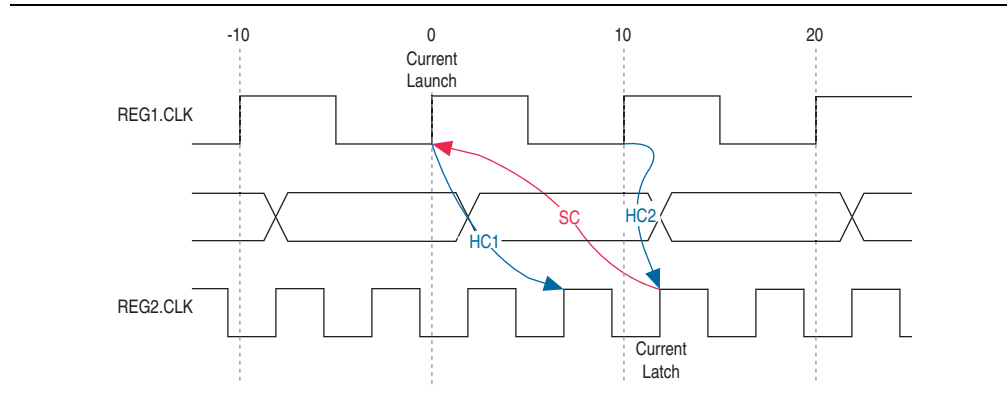 -10 0 10 20
Current
Launch
REG1.CLK
SC HC2
HC1
REG2.CLK
Current
Latch